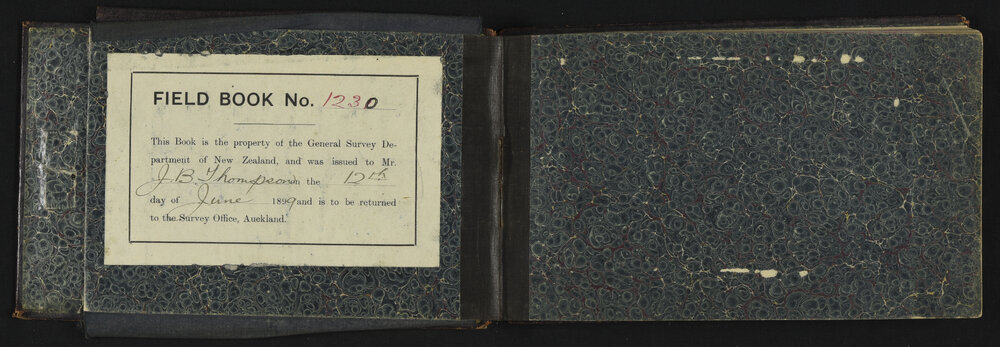 FIELD BOOK No. 1230
This Book is the property of the General Survey De-
partment of New Zealand, and was issued to Mr.
J. B. Thompson on the 12th
day of June 1899 and is to be returned
to the Survey Office, Auckland.